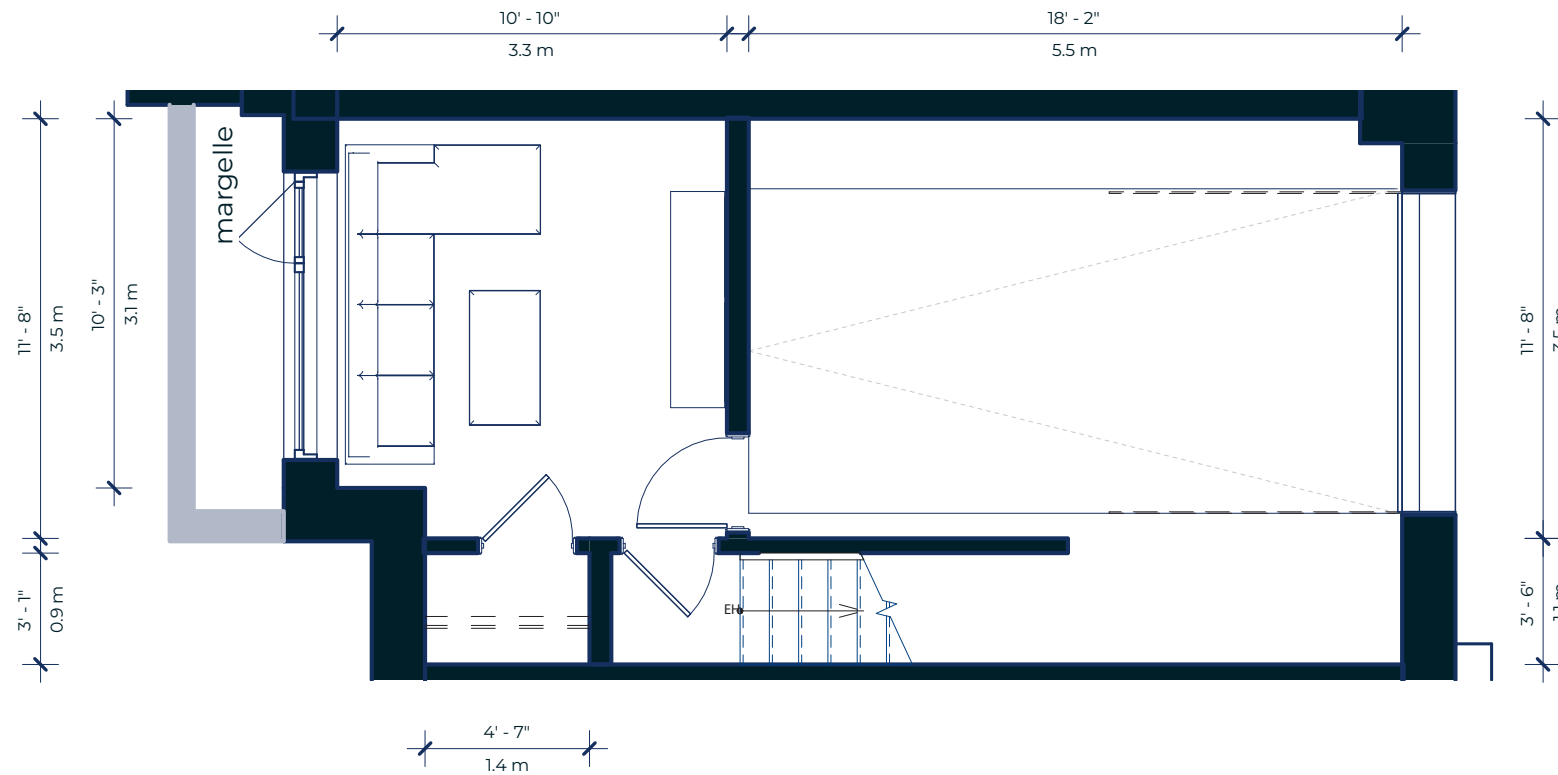 10' - 10"
3.3 m
18' - 2"
5.5 m
margelle
11' - 8"
3.5 m
10' - 3"
3.1 m
11' - 8"
3' - 1"
0.9 m
EH
3' - 6"
4' - 7"
1.4 m